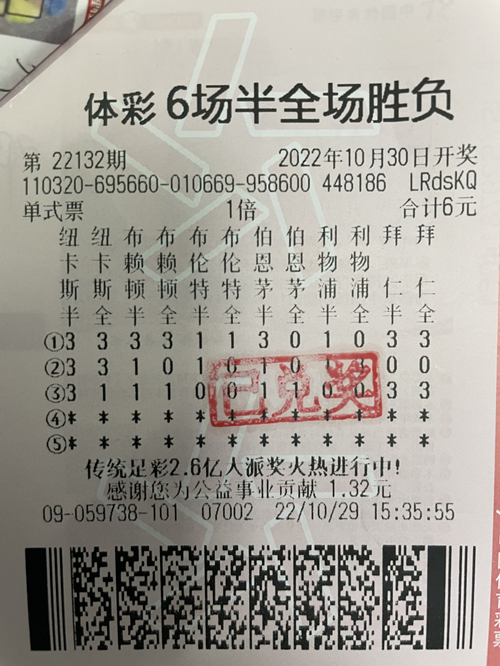 体彩 6场半全场胜负
第 22132期 2022年10月30日开奖
110320-695660-010669-958600 448186 LRdsKQ
单式票 1倍 合计6元
纽 纽 布 布 布 布 伯 伯 利 利 拜 拜
卡 卡 赖 赖 伦 伦 恩 恩 物 物
斯 斯 顿 顿 特 特 茅 茅 浦 浦 仁 仁
半 全 半 全 半 全 半 全 半 全 半 全
①3 3 3 3 1 1 3 0 1 0 3 3
②3 3 1 0 1 0 1 0 0 0
③3 1 1 1 0 0 1 1 0 0 3 3
已兑奖
④* * * * * * * * * * * *
⑤* * * * * * * * * * * *
传统足彩2.6亿大派奖火热进行中!
感谢您为公益事业贡献 1.32元
09-059738-101 07002 22/10/29 15:35:55